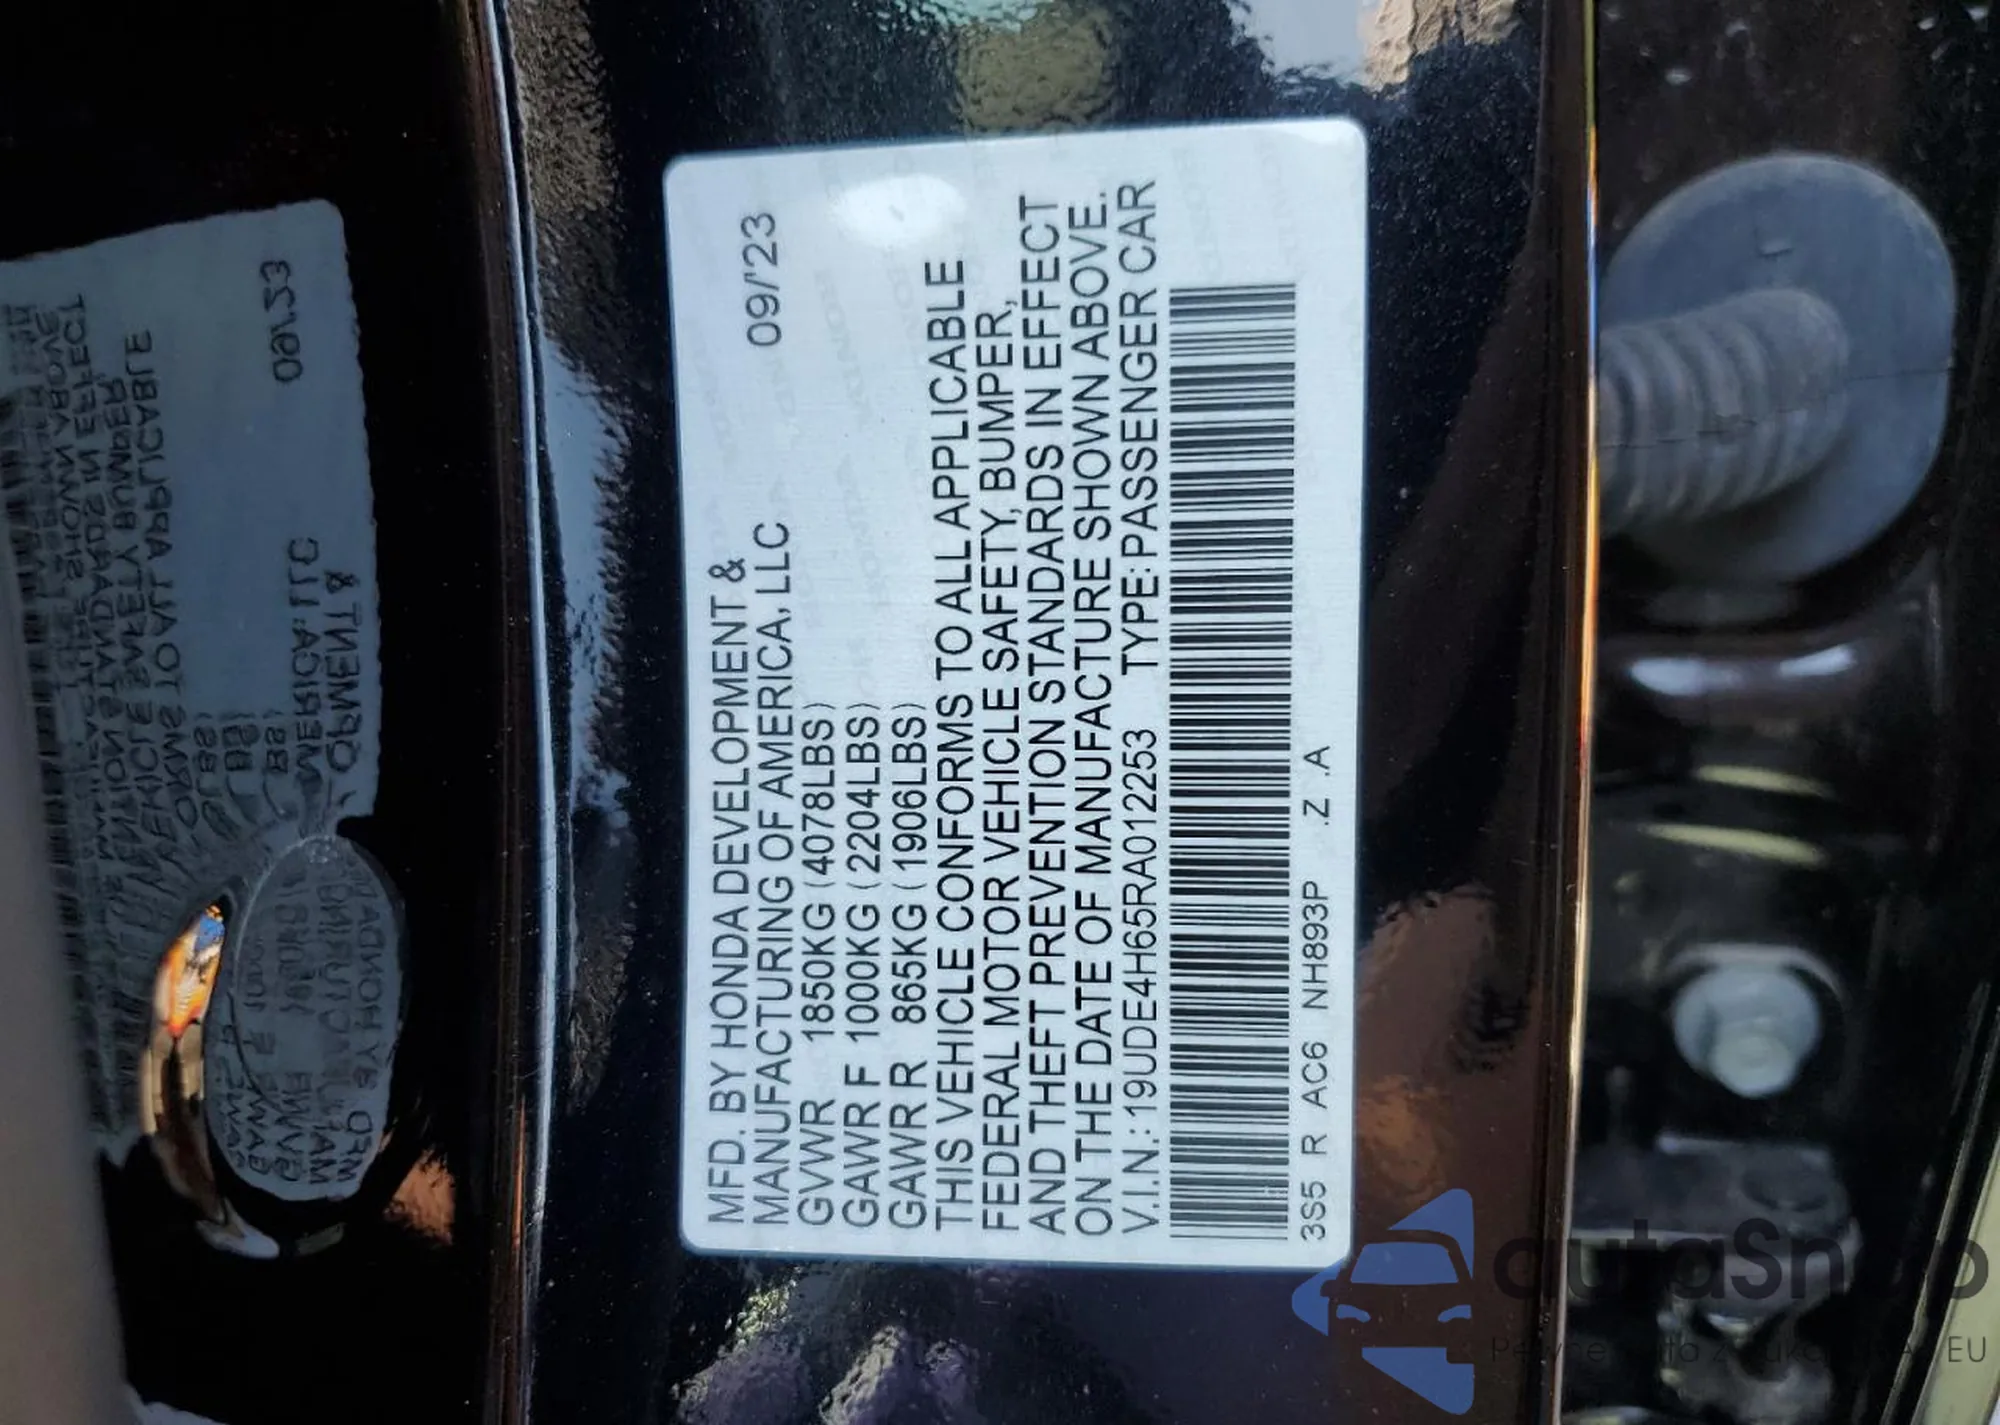 MFD. BY HONDA DEVELOPMENT &
MANUFACTURING OF AMERICA, LLC 09/'23
GVWR 1850KG (4078LBS)
GAWR F 1000KG (2204LBS)
GAWR R 865KG (1906LBS)
THIS VEHICLE CONFORMS TO ALL APPLICABLE
FEDERAL MOTOR VEHICLE SAFETY, BUMPER,
AND THEFT PREVENTION STANDARDS IN EFFECT
ON THE DATE OF MANUFACTURE SHOWN ABOVE.
V.I.N.: 19UDE4H65RA012253 TYPE: PASSENGER CAR
3S5 R AC6 NH893P .Z .A
EU